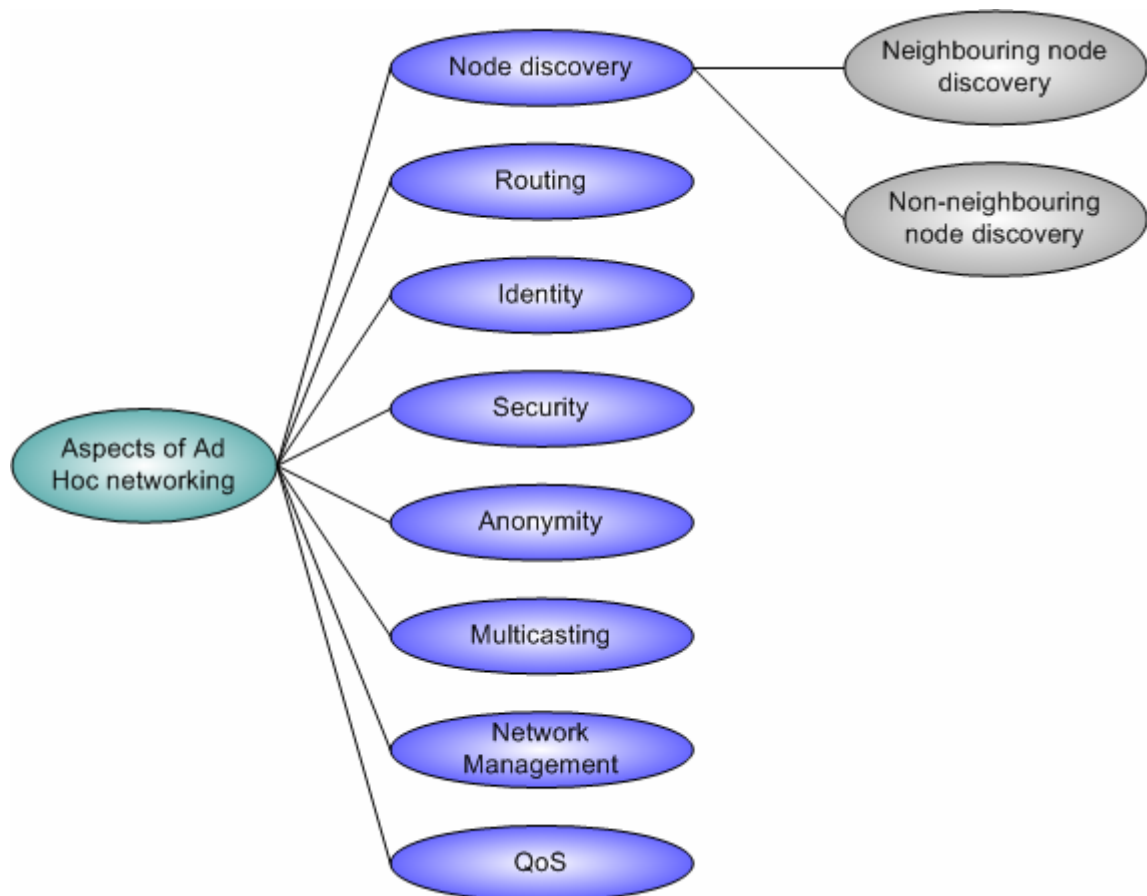 Node discovery
Neighbouring node
discovery
Routing
Non-neighbouring
node discovery
Identity
Security
Aspects of Ad
Hoc networking
Anonymity
Multicasting
Network
Management
QoS